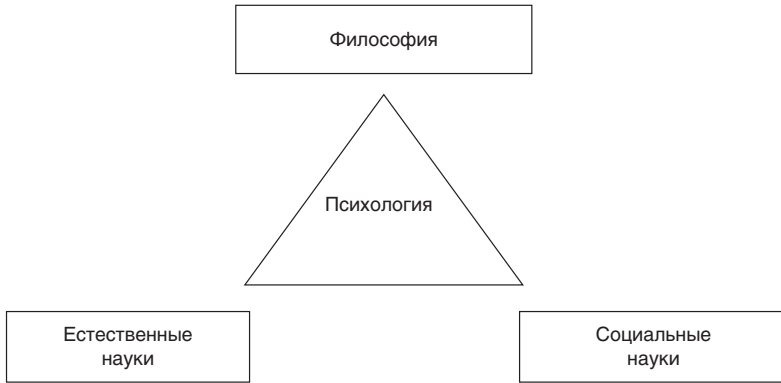 Философия
Психология
Естественные
науки
Социальные
науки